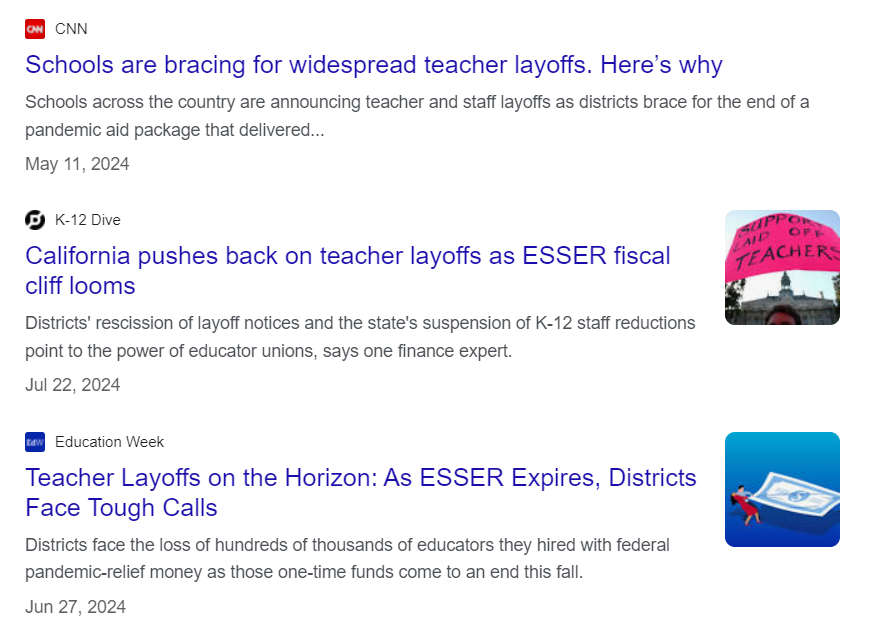 CNN
CNN
Schools are bracing for widespread teacher layoffs. Here’s why
Schools across the country are announcing teacher and staff layoffs as districts brace for the end of a
pandemic aid package that delivered...
May 11, 2024
K-12 Dive
California pushes back on teacher layoffs as ESSER fiscal
cliff looms
Districts' rescission of layoff notices and the state's suspension of K-12 staff reductions
point to the power of educator unions, says one finance expert.
Jul 22, 2024
SUPPORT
LAID OFF
TEACHERS
EdW
Education Week
Teacher Layoffs on the Horizon: As ESSER Expires, Districts
Face Tough Calls
Districts face the loss of hundreds of thousands of educators they hired with federal
pandemic-relief money as those one-time funds come to an end this fall.
Jun 27, 2024